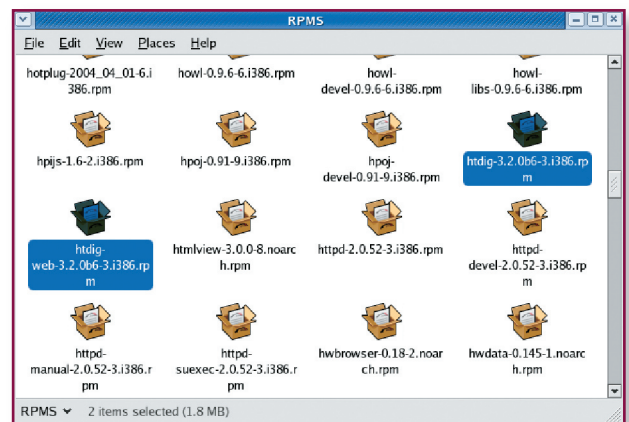 RPMS
File Edit View Places Help
hotplug-2004_04_01-6.i
386.rpm
howl-0.9.6-6.i386.rpm
howl-
devel-0.9.6-6.i386.rpm
howl-
libs-0.9.6-6.i386.rpm
hpijs-1.6-2.i386.rpm
hpoj-0.91-9.i386.rpm
hpoj-
devel-0.91-9.i386.rpm
htdig-3.2.0b6-3.i386.rp
m
htdig-
web-3.2.0b6-3.i386.rp
m
htmlview-3.0.0-8.noarc
h.rpm
httpd-2.0.52-3.i386.rpm
httpd-
devel-2.0.52-3.i386.rp
m
httpd-
manual-2.0.52-3.i386.r
pm
httpd-
suexec-2.0.52-3.i386.r
pm
hwbrowser-0.18-2.noar
ch.rpm
hwdata-0.145-1.noarc
h.rpm
RPMS 2 items selected (1.8 MB)